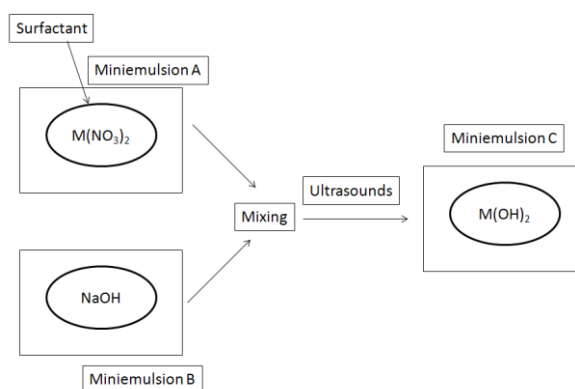 Surfactant
Miniemulsion A
M(NO₃)₂
Miniemulsion C
Ultrasounds
Mixing
M(OH)₂
NaOH
Miniemulsion B